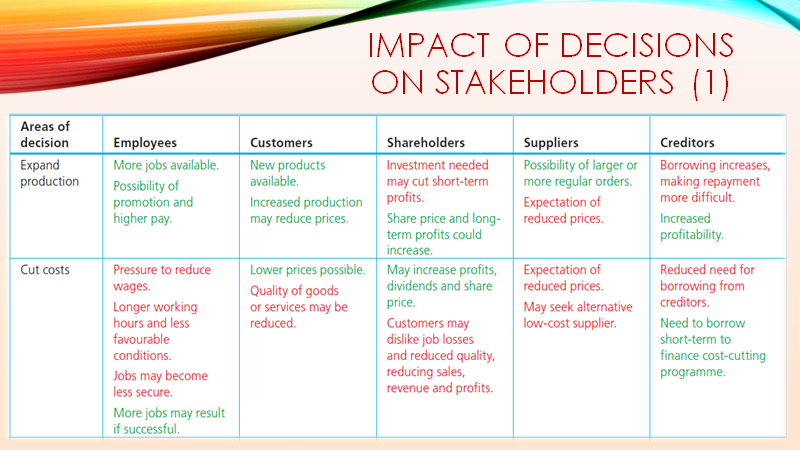 IMPACT OF DECISIONS
ON STAKEHOLDERS (1)
Areas of
decision
Employees
Customers
Shareholders
Suppliers
Creditors
Expand
production
More jobs available.
Possibility of
promotion and
higher pay.
New products
available.
Increased production
may reduce prices.
Investment needed
may cut short-term
profits.
Share price and long-
term profits could
increase.
Possibility of larger or
more regular orders.
Expectation of
reduced prices.
Borrowing increases,
making repayment
more difficult.
Increased
profitability.
Cut costs
Pressure to reduce
wages.
Longer working
hours and less
favourable
conditions.
Jobs may become
less secure.
More jobs may result
if successful.
Lower prices possible.
Quality of goods
or services may be
reduced.
May increase profits,
dividends and share
price.
Customers may
dislike job losses
and reduced quality,
reducing sales,
revenue and profits.
Expectation of
reduced prices.
May seek alternative
low-cost supplier.
Reduced need for
borrowing from
creditors.
Need to borrow
short-term to
finance cost-cutting
programme.